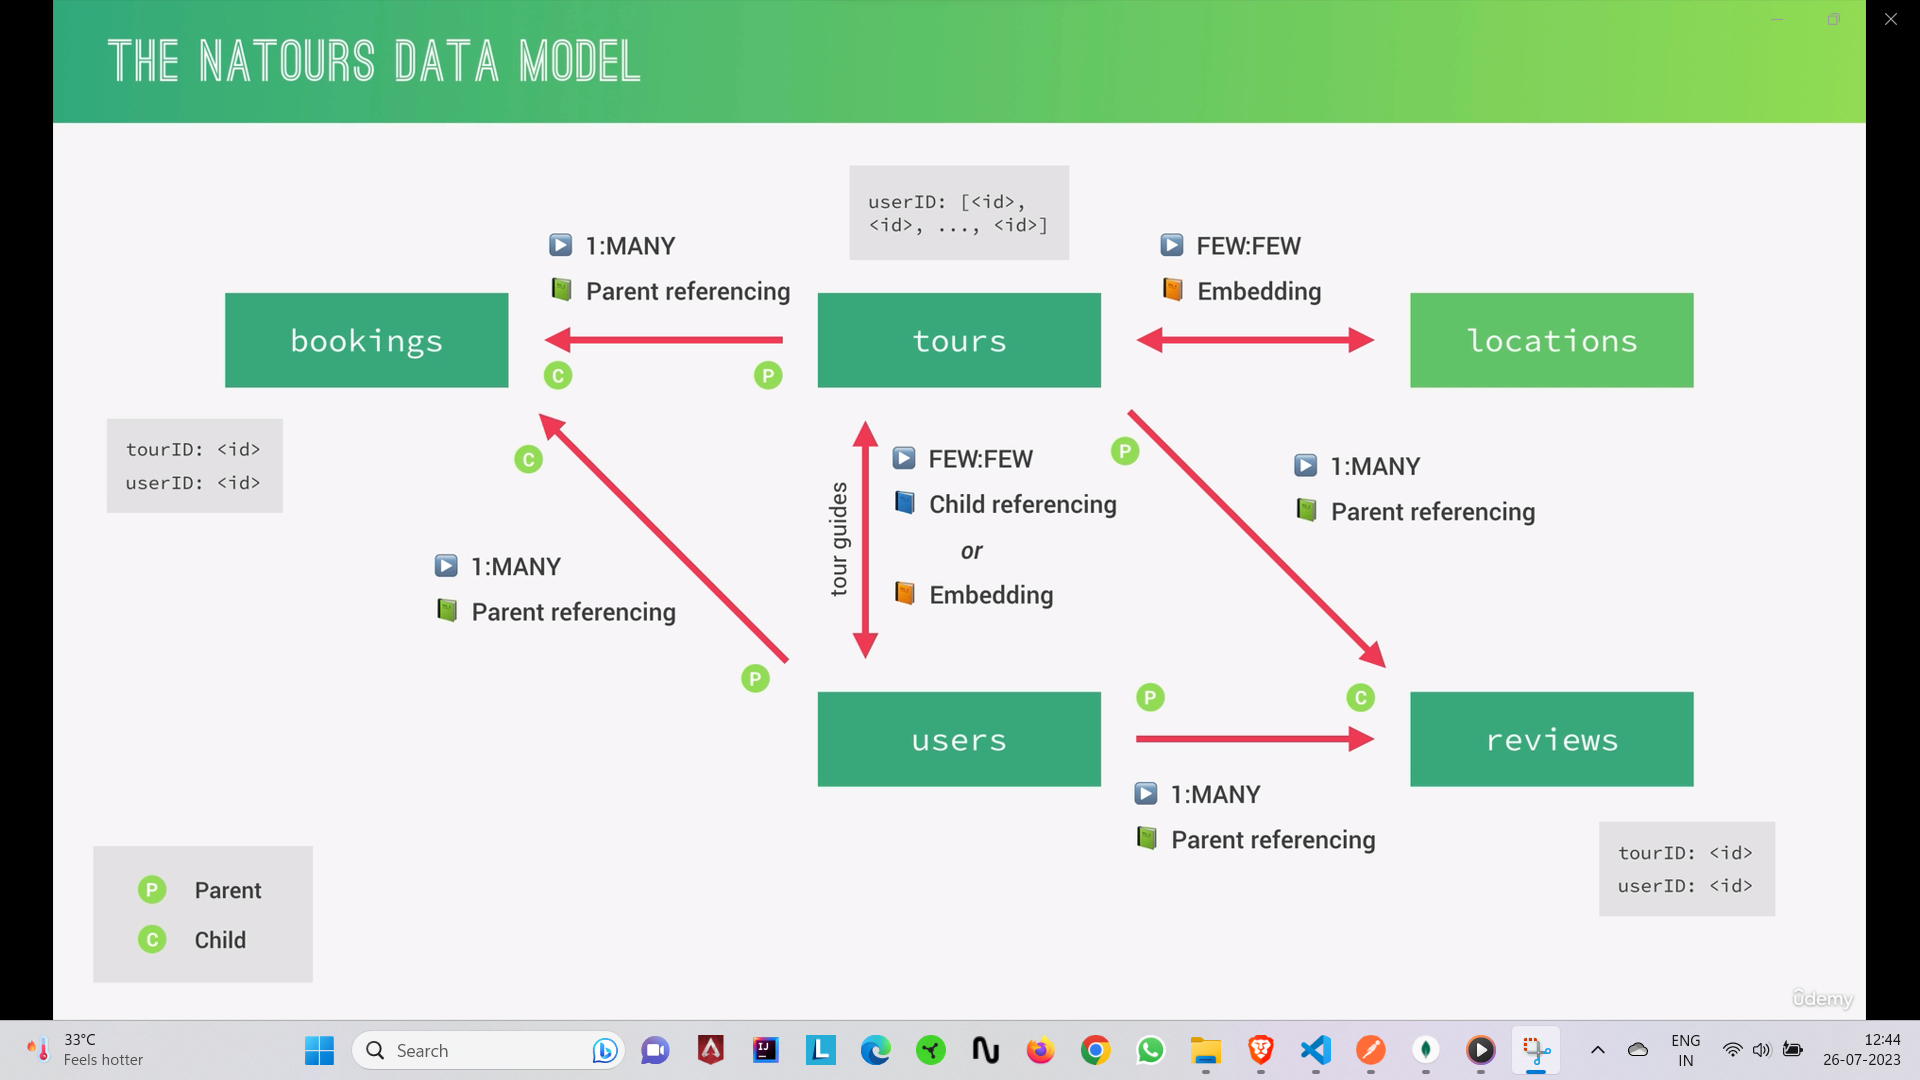 THE NATOURS DATA MODEL
userID: [<id>,
<id>, ..., <id>]
1:MANY
Parent referencing
FEW:FEW
Embedding
bookings
tours
locations
C
P
tourID: <id>
userID: <id>
C
P
tour guides
FEW:FEW
Child referencing
or
Embedding
1:MANY
Parent referencing
1:MANY
Parent referencing
P
P
C
users
reviews
1:MANY
Parent referencing
tourID: <id>
userID: <id>
P Parent
C Child
ûdemy
33°C
Feels hotter
Search
IJ
L
ENG
IN
12:44
26-07-2023